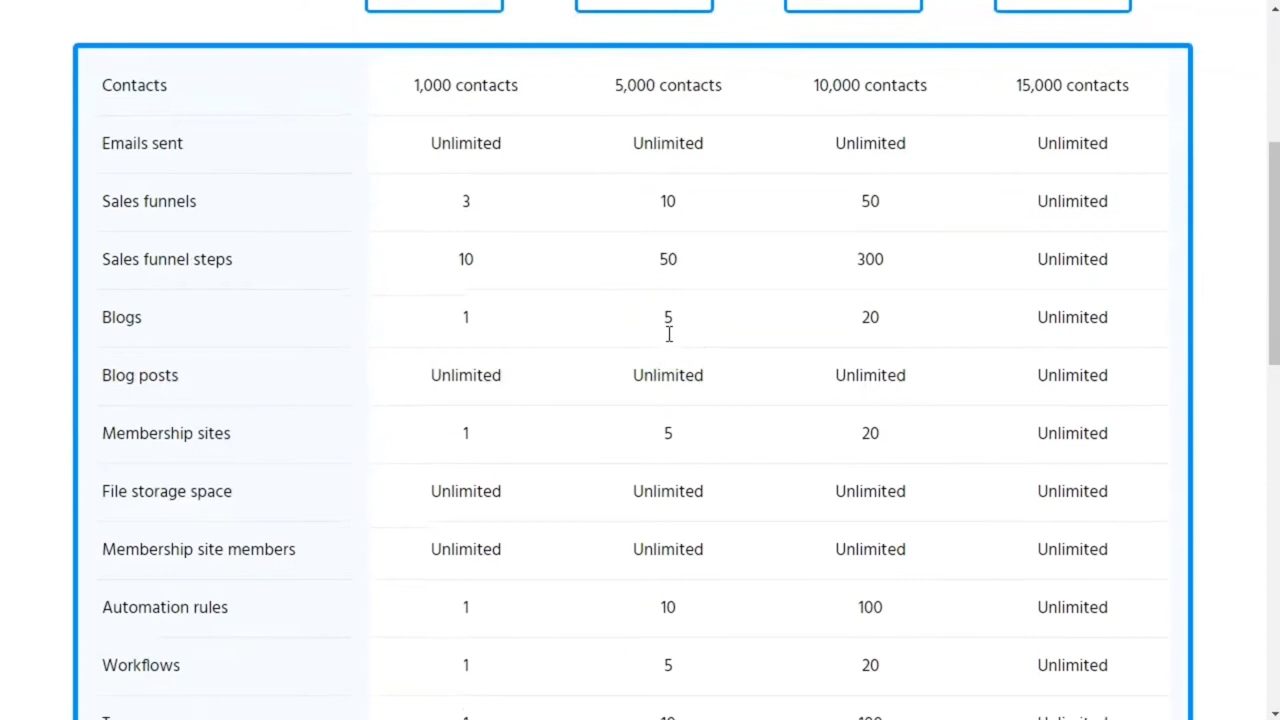 Contacts 1,000 contacts 5,000 contacts 10,000 contacts 15,000 contacts
Emails sent Unlimited Unlimited Unlimited Unlimited
Sales funnels 3 10 50 Unlimited
Sales funnel steps 10 50 300 Unlimited
Blogs 1 5 20 Unlimited
Blog posts Unlimited Unlimited Unlimited Unlimited
Membership sites 1 5 20 Unlimited
File storage space Unlimited Unlimited Unlimited Unlimited
Membership site members Unlimited Unlimited Unlimited Unlimited
Automation rules 1 10 100 Unlimited
Workflows 1 5 20 Unlimited